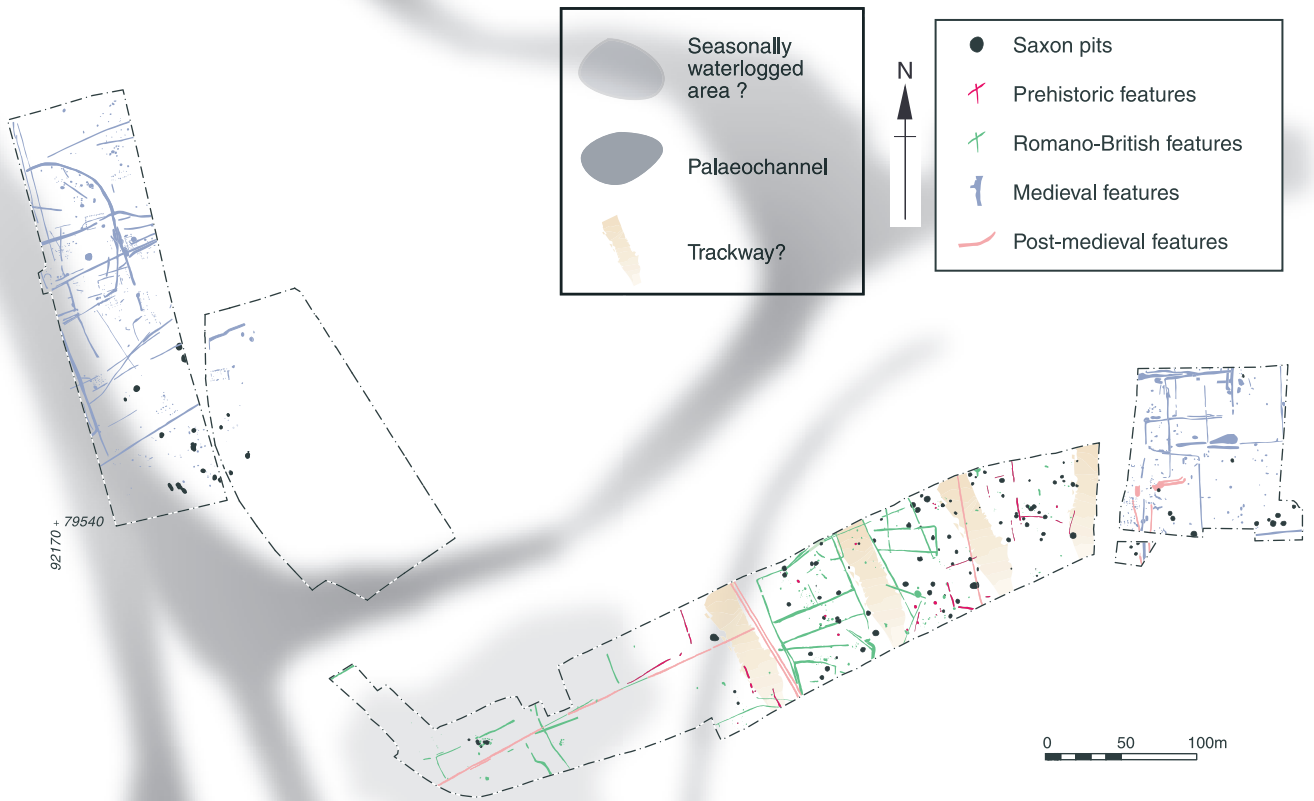 Seasonally
waterlogged
area ?
Palaeochannel
Trackway?
N
Saxon pits
Prehistoric features
Romano-British features
Medieval features
Post-medieval features
79540
92170
0 50 100m